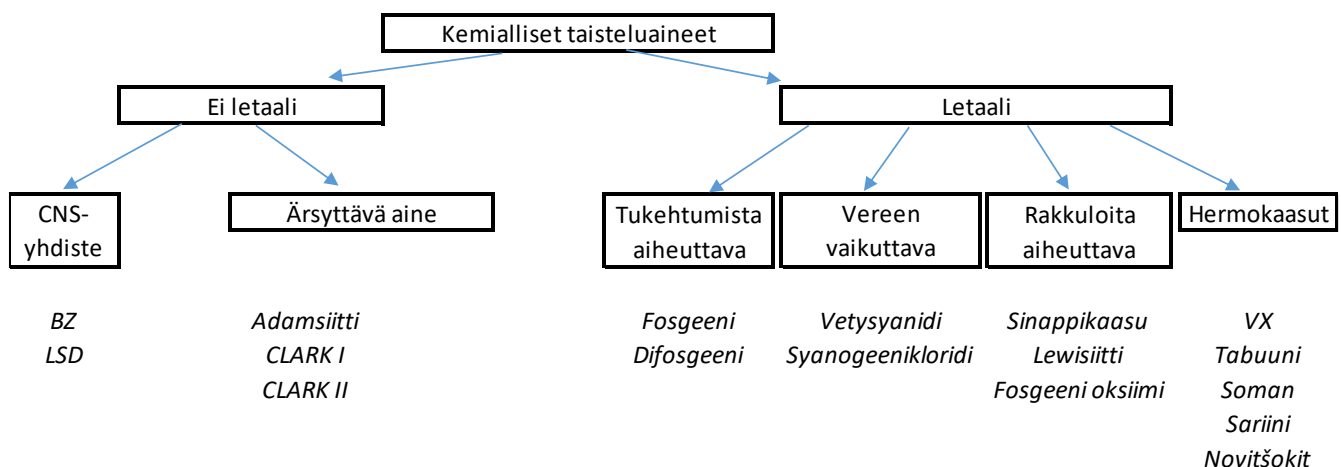 Kemialliset taisteluaineet
Ei letaali
Letaali
CNS-
yhdiste
Ärsyttävä aine
Tukehtumista
aiheuttava
Vereen
vaikuttava
Rakkuloita
aiheuttava
Hermokaasut
BZ
LSD
Adamsiitti
CLARK I
CLARK II
Fosgeeni
Difosgeeni
Vetysyanidi
Syanogeenikloridi
Sinappikaasu
Lewisiitti
Fosgeeni oksiimi
VX
Tabuuni
Soman
Sariini
Novitšokit